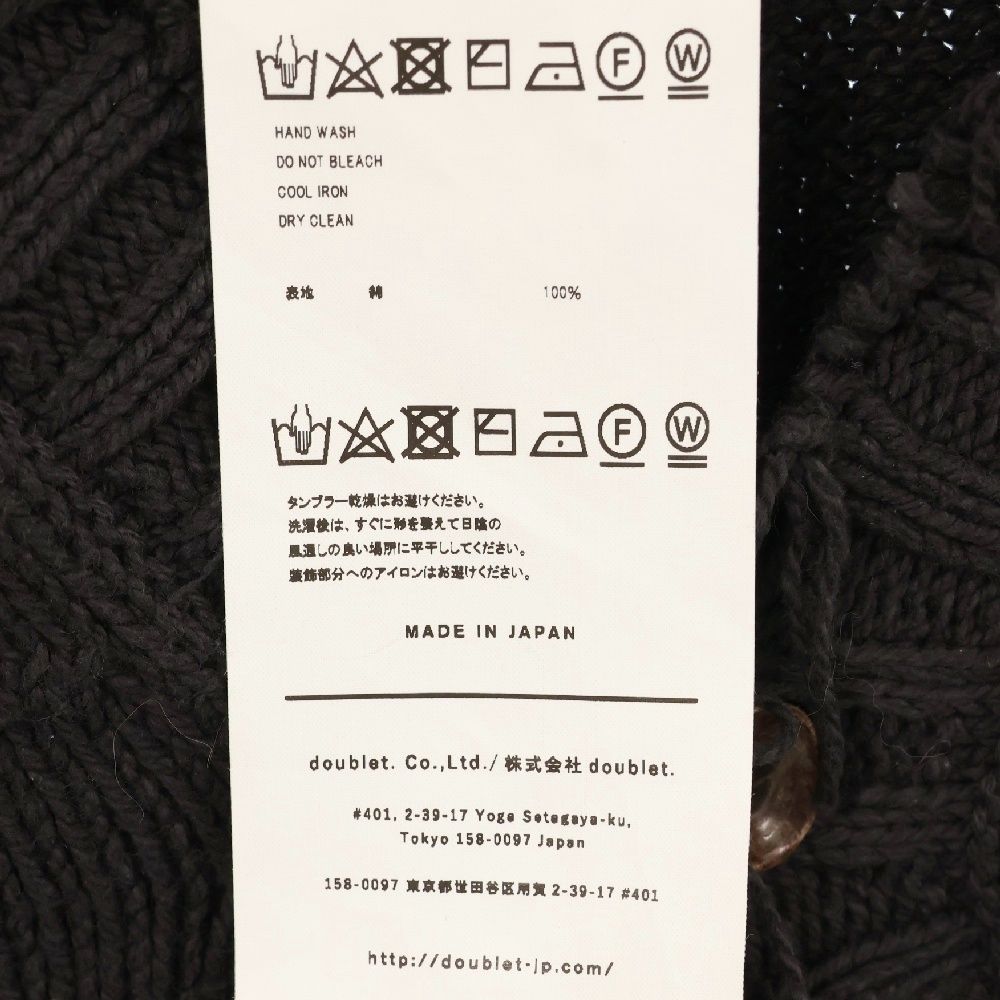 F W
HAND WASH
DO NOT BLEACH
COOL IRON
DRY CLEAN
表地 綿 100%
F W
タンブラー乾燥はお避けください。
洗濯後は、すぐに形を整えて日陰の
風通しの良い場所に平干ししてください。
装飾部分へのアイロンはお避けください。
MADE IN JAPAN
doublet. Co.,Ltd./ 株式会社 doublet.
#401, 2-39-17 Yoga Setagaya-ku,
Tokyo 158-0097 Japan
158-0097 東京都世田谷区用賀 2-39-17 #401
http://doublet-jp.com/